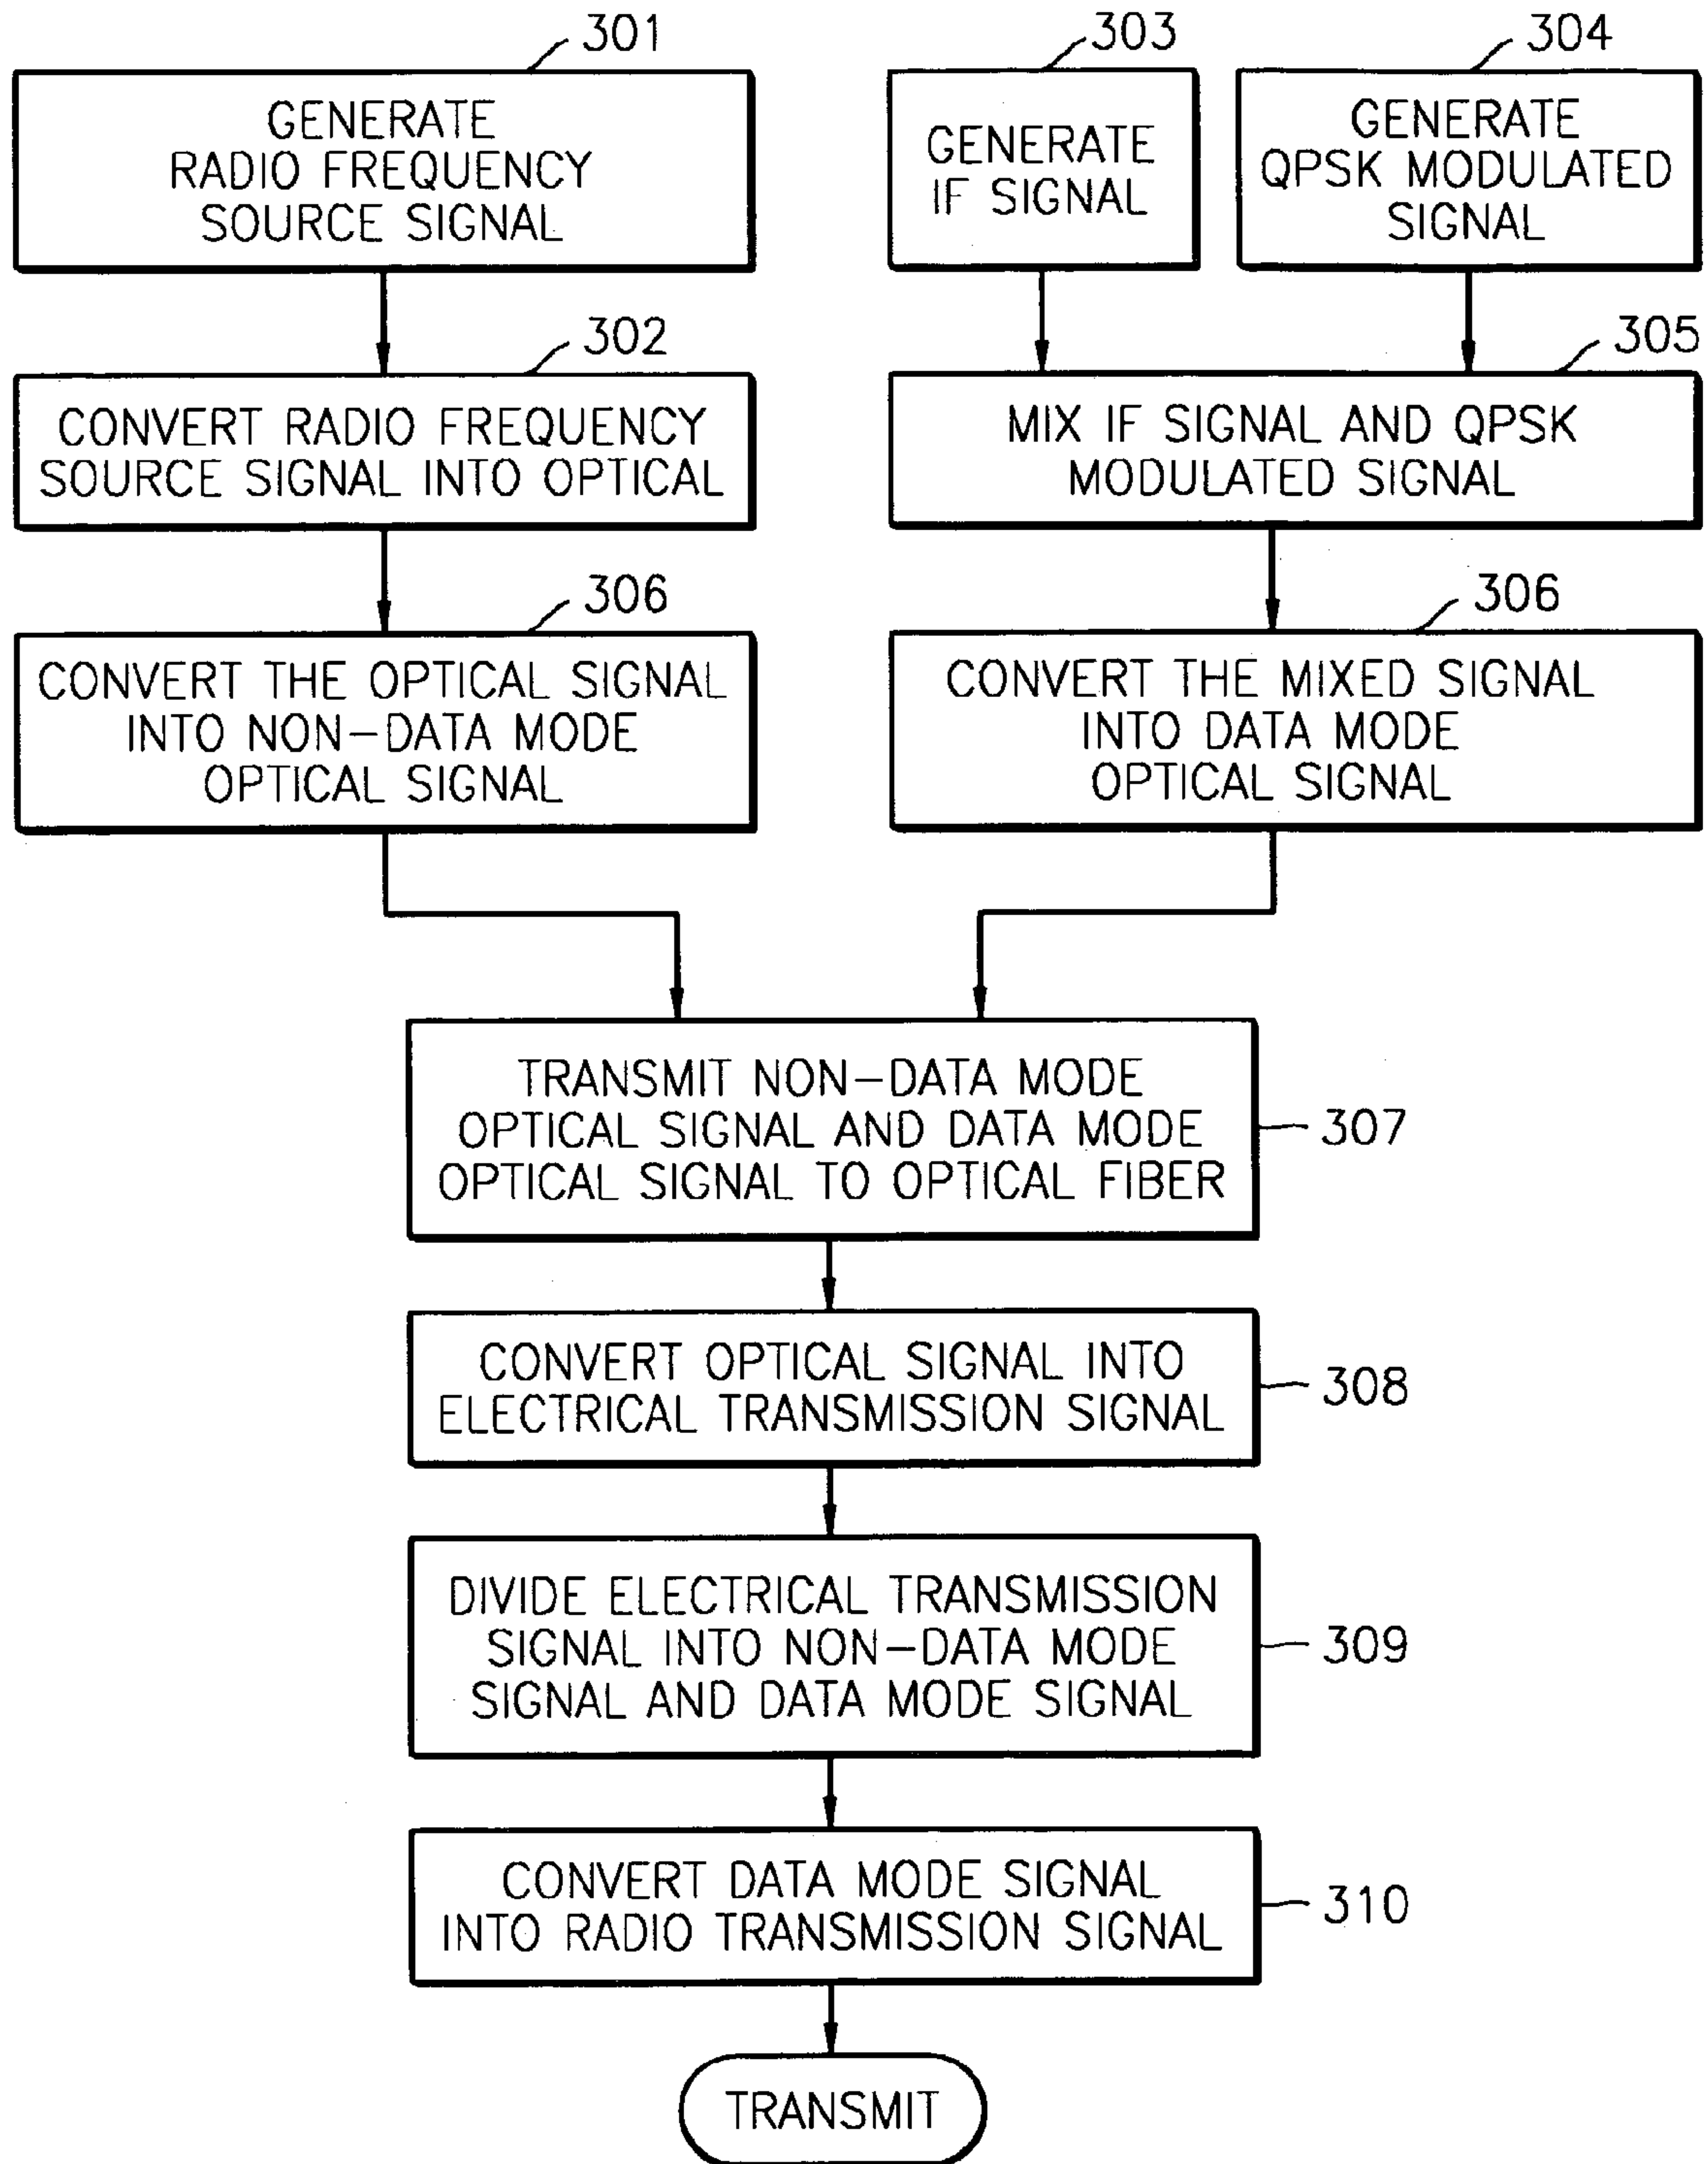 301
GENERATE
RADIO FREQUENCY
SOURCE SIGNAL
303
GENERATE
IF SIGNAL
304
GENERATE
QPSK MODULATED
SIGNAL
302
CONVERT RADIO FREQUENCY
SOURCE SIGNAL INTO OPTICAL
305
MIX IF SIGNAL AND QPSK
MODULATED SIGNAL
306
CONVERT THE OPTICAL SIGNAL
INTO NON-DATA MODE
OPTICAL SIGNAL
306
CONVERT THE MIXED SIGNAL
INTO DATA MODE
OPTICAL SIGNAL
TRANSMIT NON-DATA MODE
OPTICAL SIGNAL AND DATA MODE
OPTICAL SIGNAL TO OPTICAL FIBER
307
CONVERT OPTICAL SIGNAL INTO
ELECTRICAL TRANSMISSION SIGNAL
308
DIVIDE ELECTRICAL TRANSMISSION
SIGNAL INTO NON-DATA MODE
SIGNAL AND DATA MODE SIGNAL
309
CONVERT DATA MODE SIGNAL
INTO RADIO TRANSMISSION SIGNAL
310
TRANSMIT